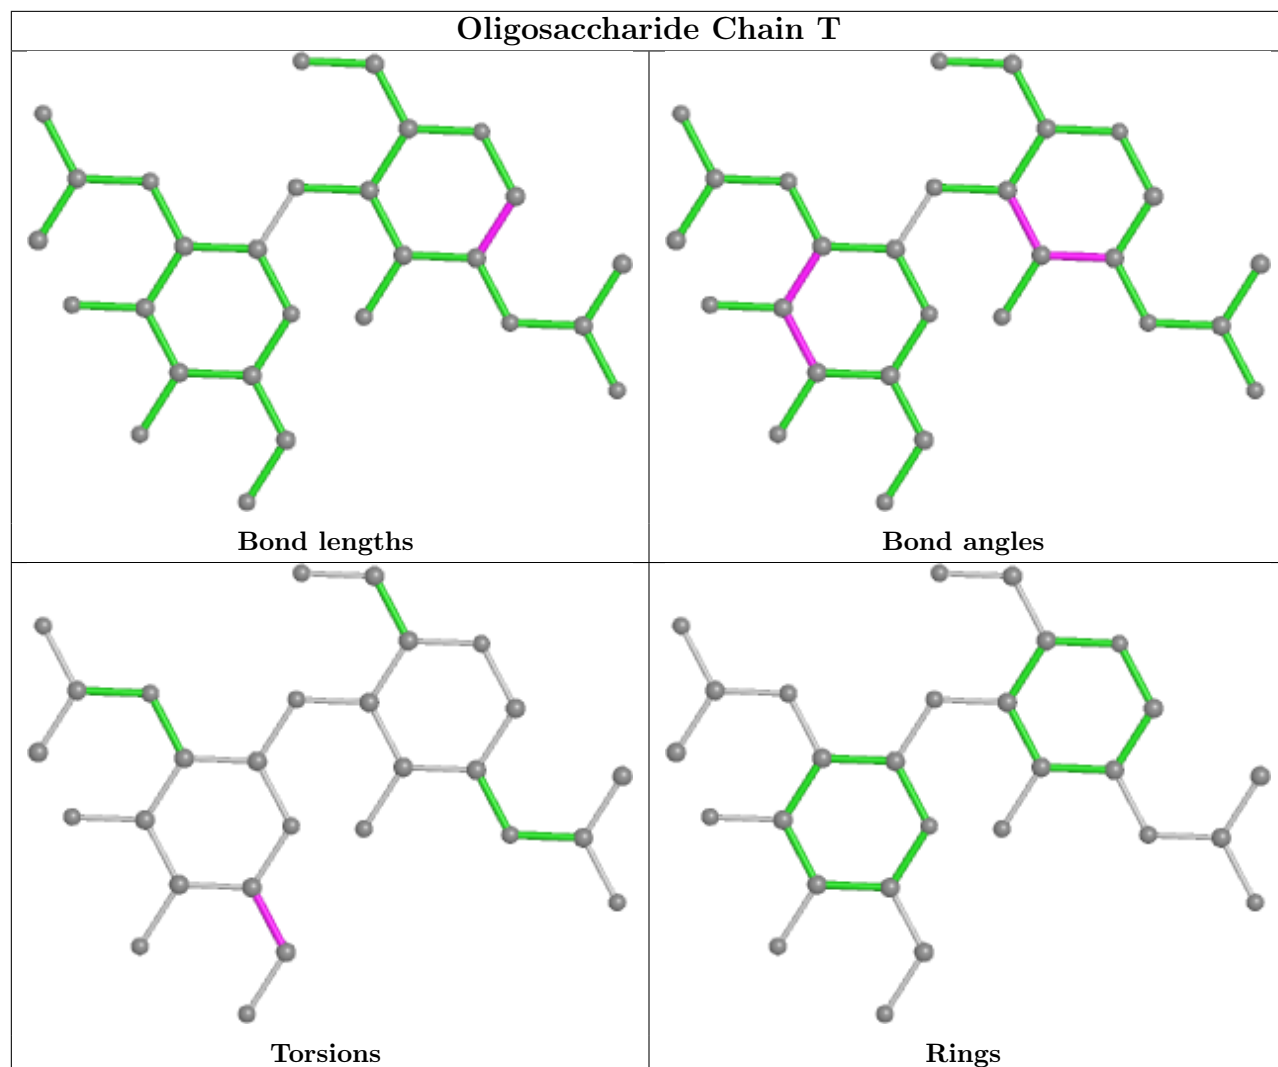 Oligosaccharide Chain T
Bond lengths
Bond angles
Torsions
Rings